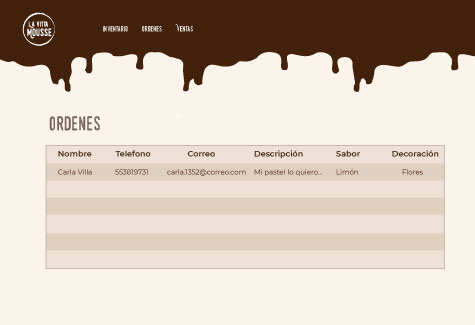 LA VITTA
MOUSSE
INVENTARIO ORDENES VENTAS
ORDENES
Nombre Telefono Correo Descripción Sabor Decoración
Carla Villa 553819731 carla.1352@correo.com Mi pastel lo quiero... Limón Flores